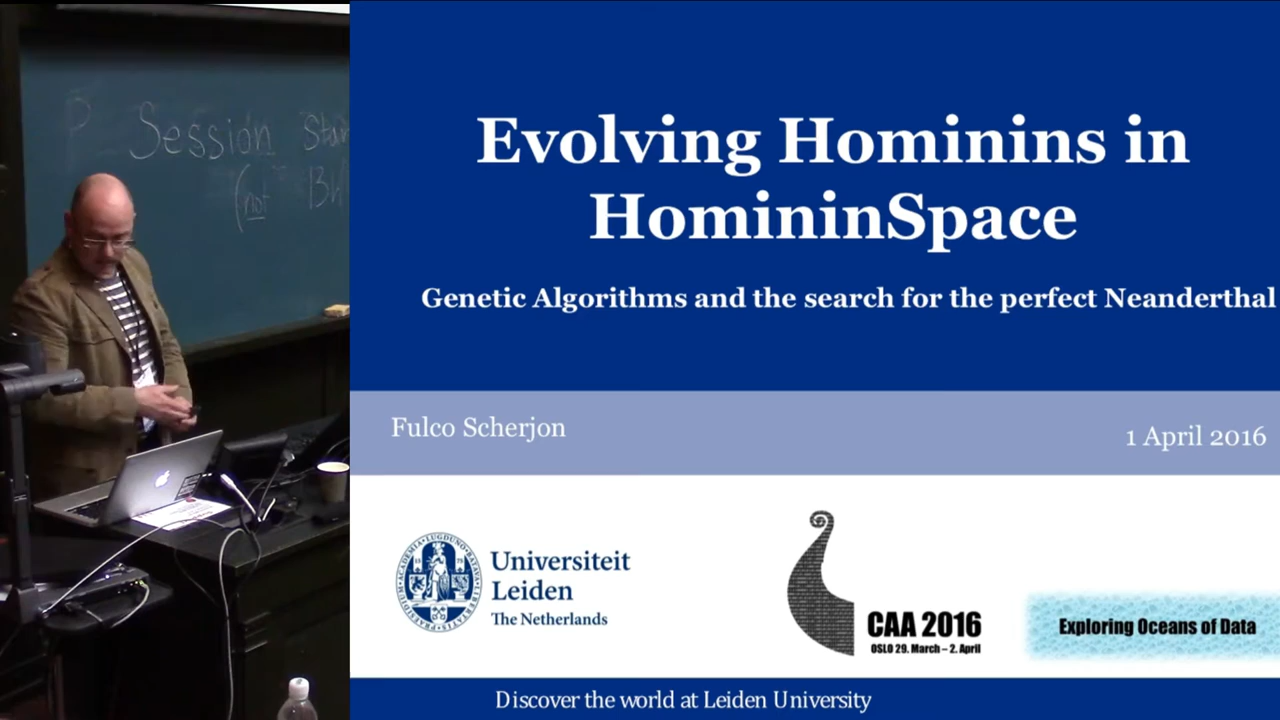 Session
(not
Evolving Hominins in
HomininSpace
Genetic Algorithms and the search for the perfect Neanderthal
Fulco Scherjon
1 April 2016
Universiteit
Leiden
The Netherlands
CAA 2016
OSLO 29. March – 2. April
Exploring Oceans of Data
Discover the world at Leiden University